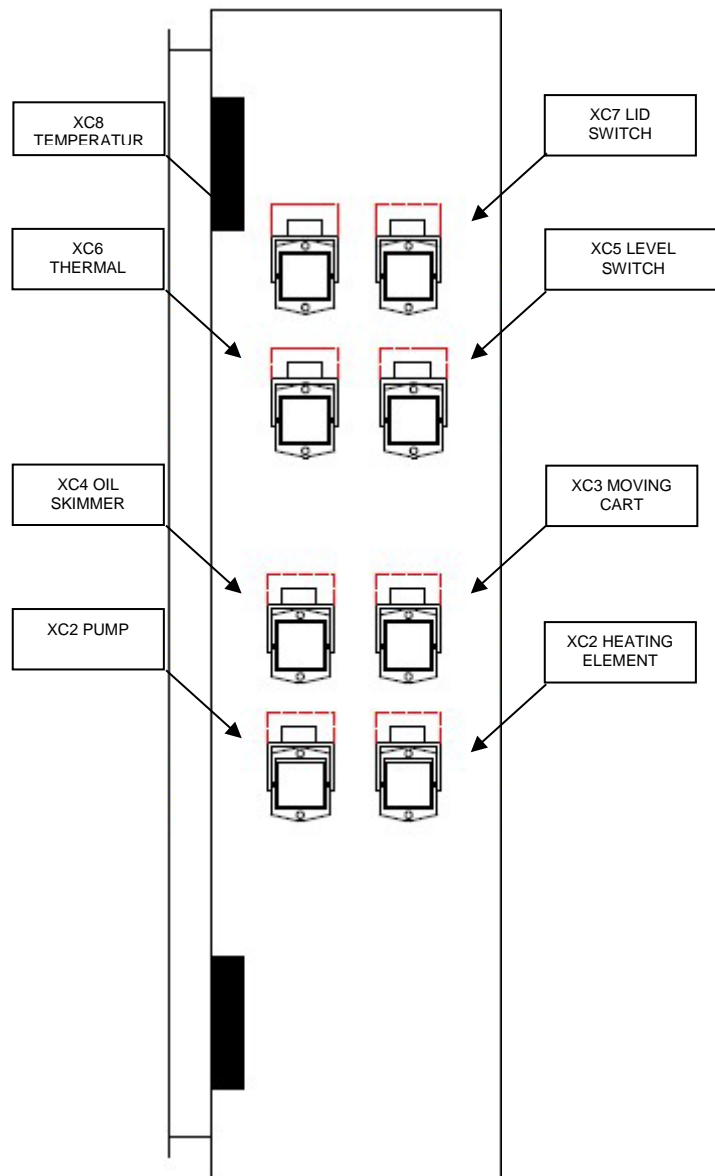 XC8
TEMPERATUR
XC7 LID
SWITCH
XC6
THERMAL
XC5 LEVEL
SWITCH
XC4 OIL
SKIMMER
XC3 MOVING
CART
XC2 PUMP
XC2 HEATING
ELEMENT